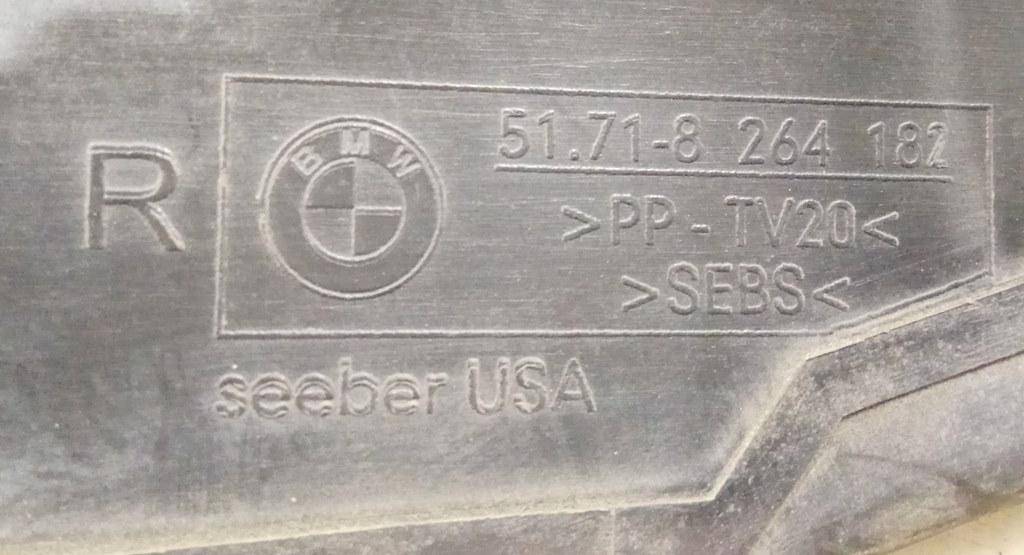 R
BMW
51.71-8 264 182
>PP-TV20<
>SEBS<
seeber USA